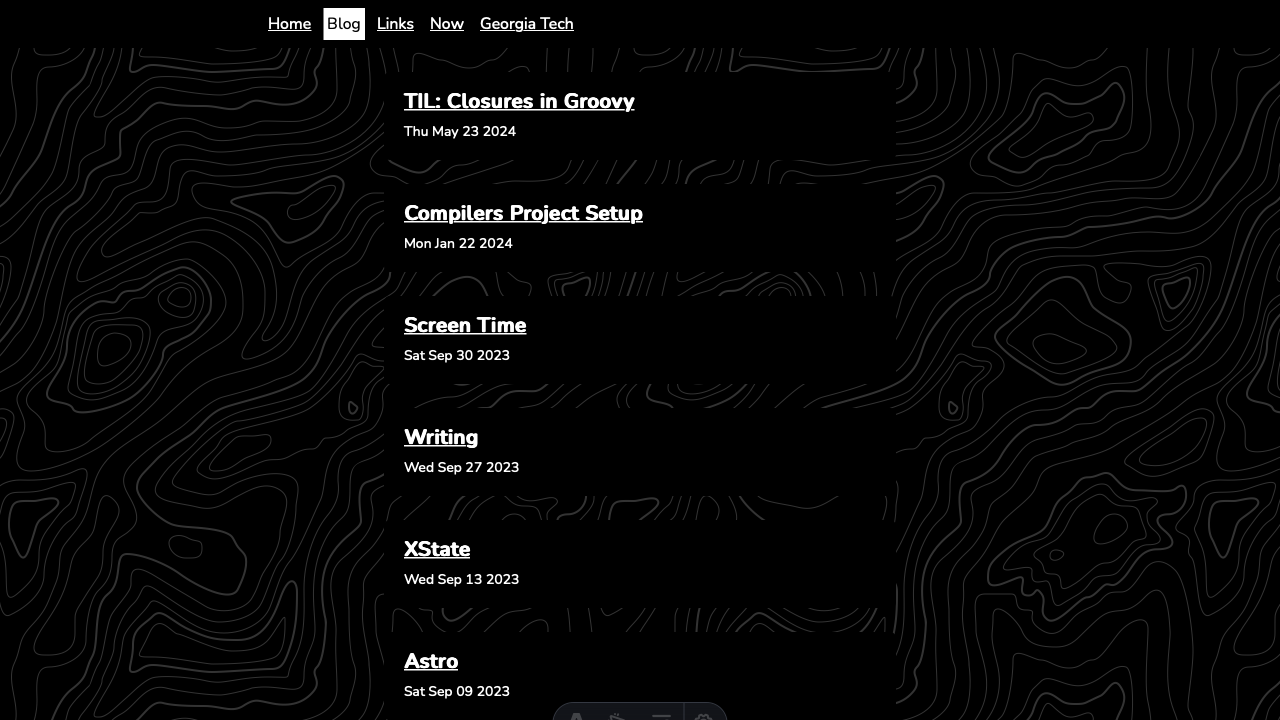 Home Blog Links Now Georgia Tech
TIL: Closures in Groovy
Thu May 23 2024
Compilers Project Setup
Mon Jan 22 2024
Screen Time
Sat Sep 30 2023
Writing
Wed Sep 27 2023
XState
Wed Sep 13 2023
Astro
Sat Sep 09 2023